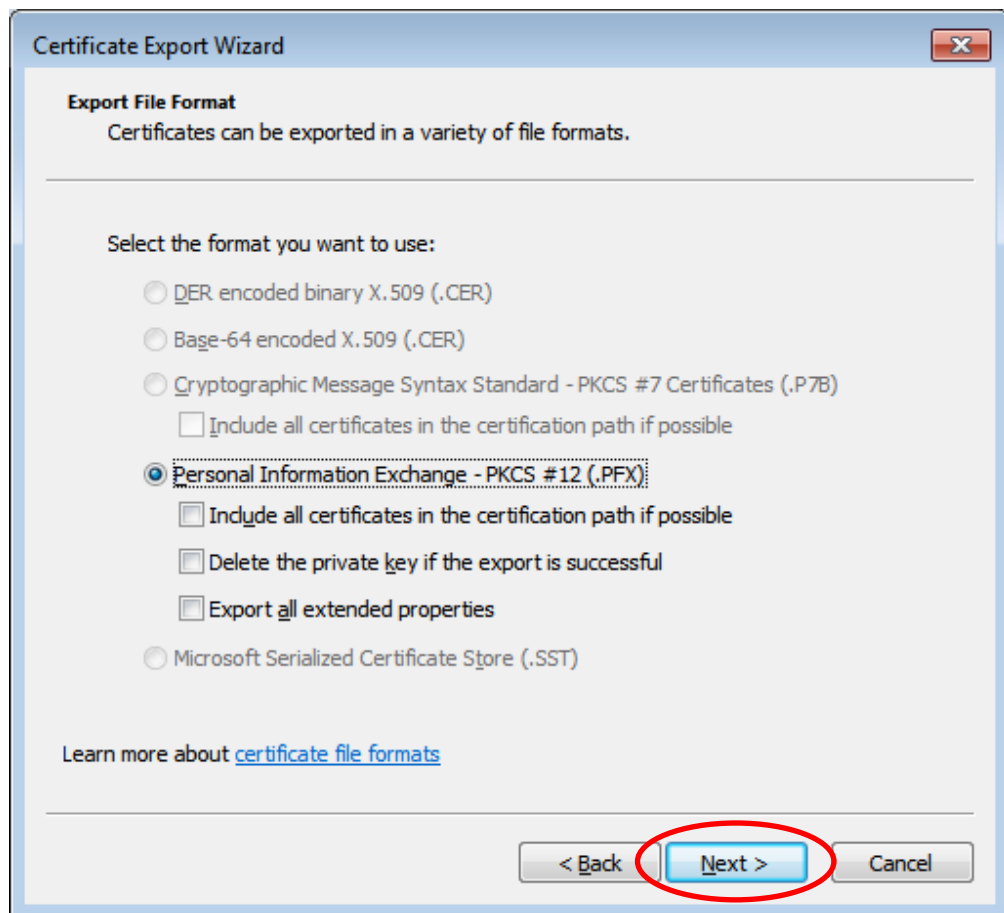 Certificate Export Wizard
Export File Format
Certificates can be exported in a variety of file formats.
Select the format you want to use:
DER encoded binary X.509 (.CER)
Base-64 encoded X.509 (.CER)
Cryptographic Message Syntax Standard - PKCS #7 Certificates (.P7B)
Include all certificates in the certification path if possible
Personal Information Exchange - PKCS #12 (.PFX)
Include all certificates in the certification path if possible
Delete the private key if the export is successful
Export all extended properties
Microsoft Serialized Certificate Store (.SST)
Learn more about certificate file formats
< Back Next > Cancel